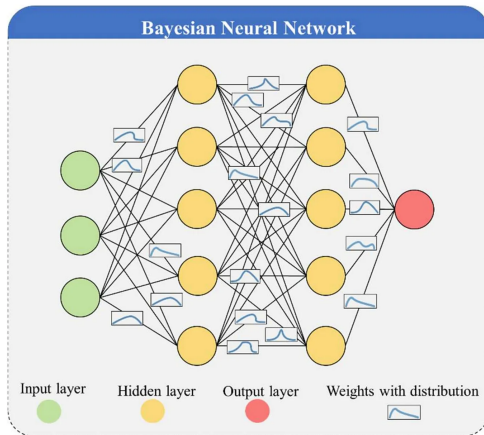 Bayesian Neural Network
Input layer
Hidden layer
Output layer
Weights with distribution